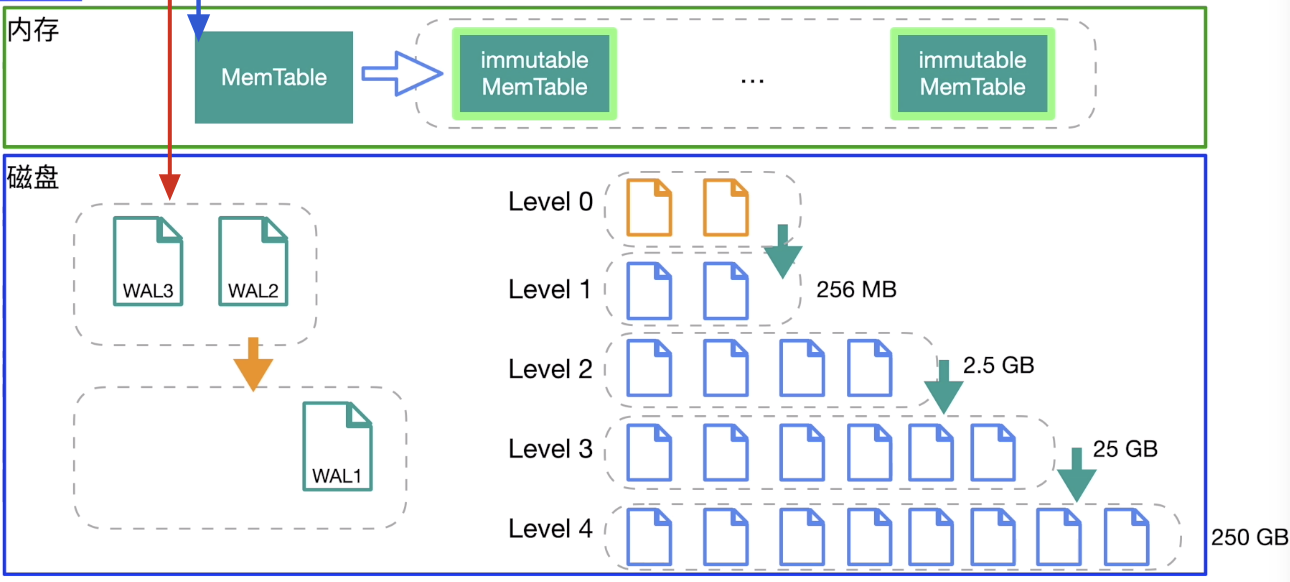 内存
MemTable
immutable
MemTable
...
immutable
MemTable
磁盘
WAL3
WAL2
WAL1
Level 0
Level 1
256 MB
Level 2
2.5 GB
Level 3
25 GB
Level 4
250 GB